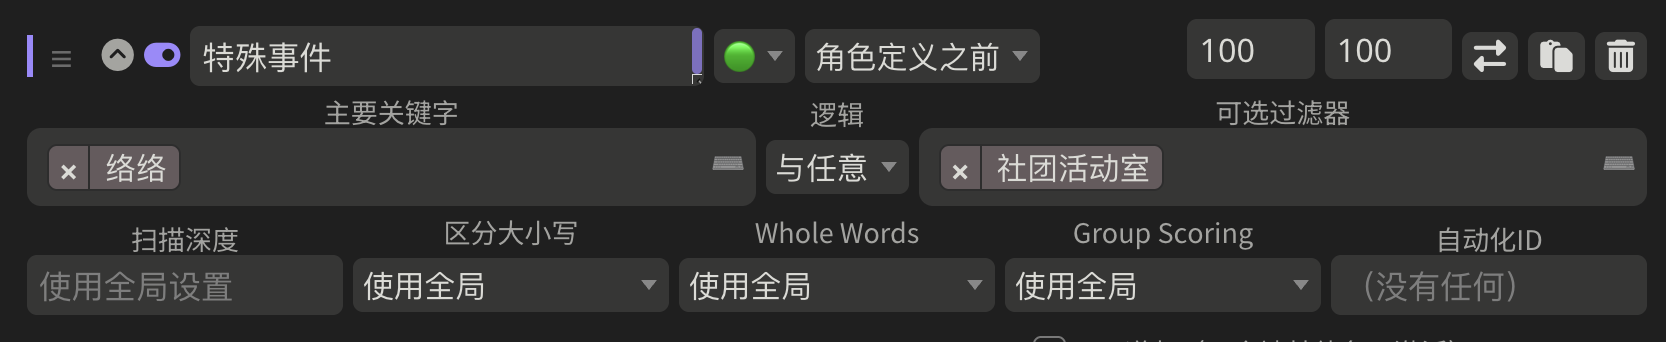 特殊事件
角色定义之前
100
100
主要关键字
逻辑
可选过滤器
× 络络
与任意
× 社团活动室
扫描深度
区分大小写
Whole Words
Group Scoring
自动化ID
使用全局设置
使用全局
使用全局
使用全局
(没有任何)